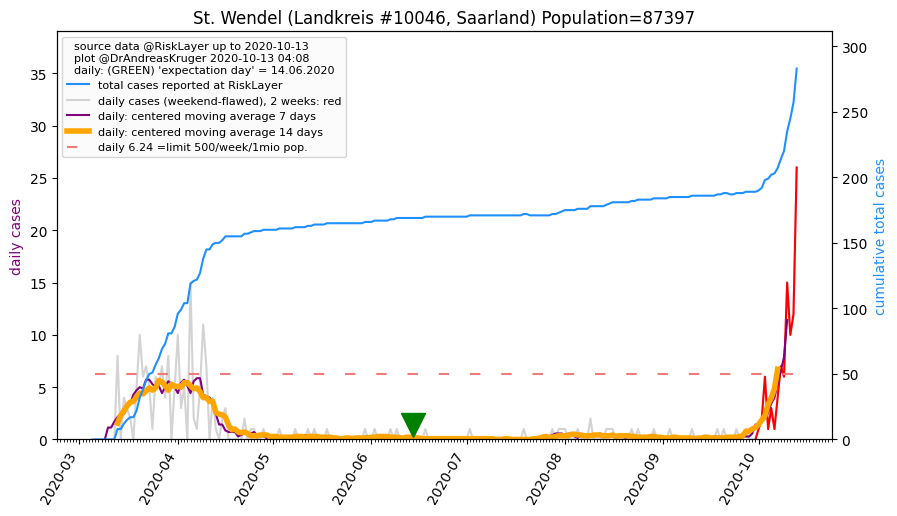 St. Wendel (Landkreis #10046, Saarland) Population=87397
source data @RiskLayer up to 2020-10-13
plot @DrAndreasKruger 2020-10-13 04:08
daily: (GREEN) 'expectation day' = 14.06.2020
total cases reported at RiskLayer
daily cases (weekend-flawed), 2 weeks: red
daily: centered moving average 7 days
daily: centered moving average 14 days
daily 6.24 =limit 500/week/1mio pop.
daily cases
35
30
25
20
15
10
5
0
cumulative total cases
300
250
200
150
100
50
0
2020-03
2020-04
2020-05
2020-06
2020-07
2020-08
2020-09
2020-10